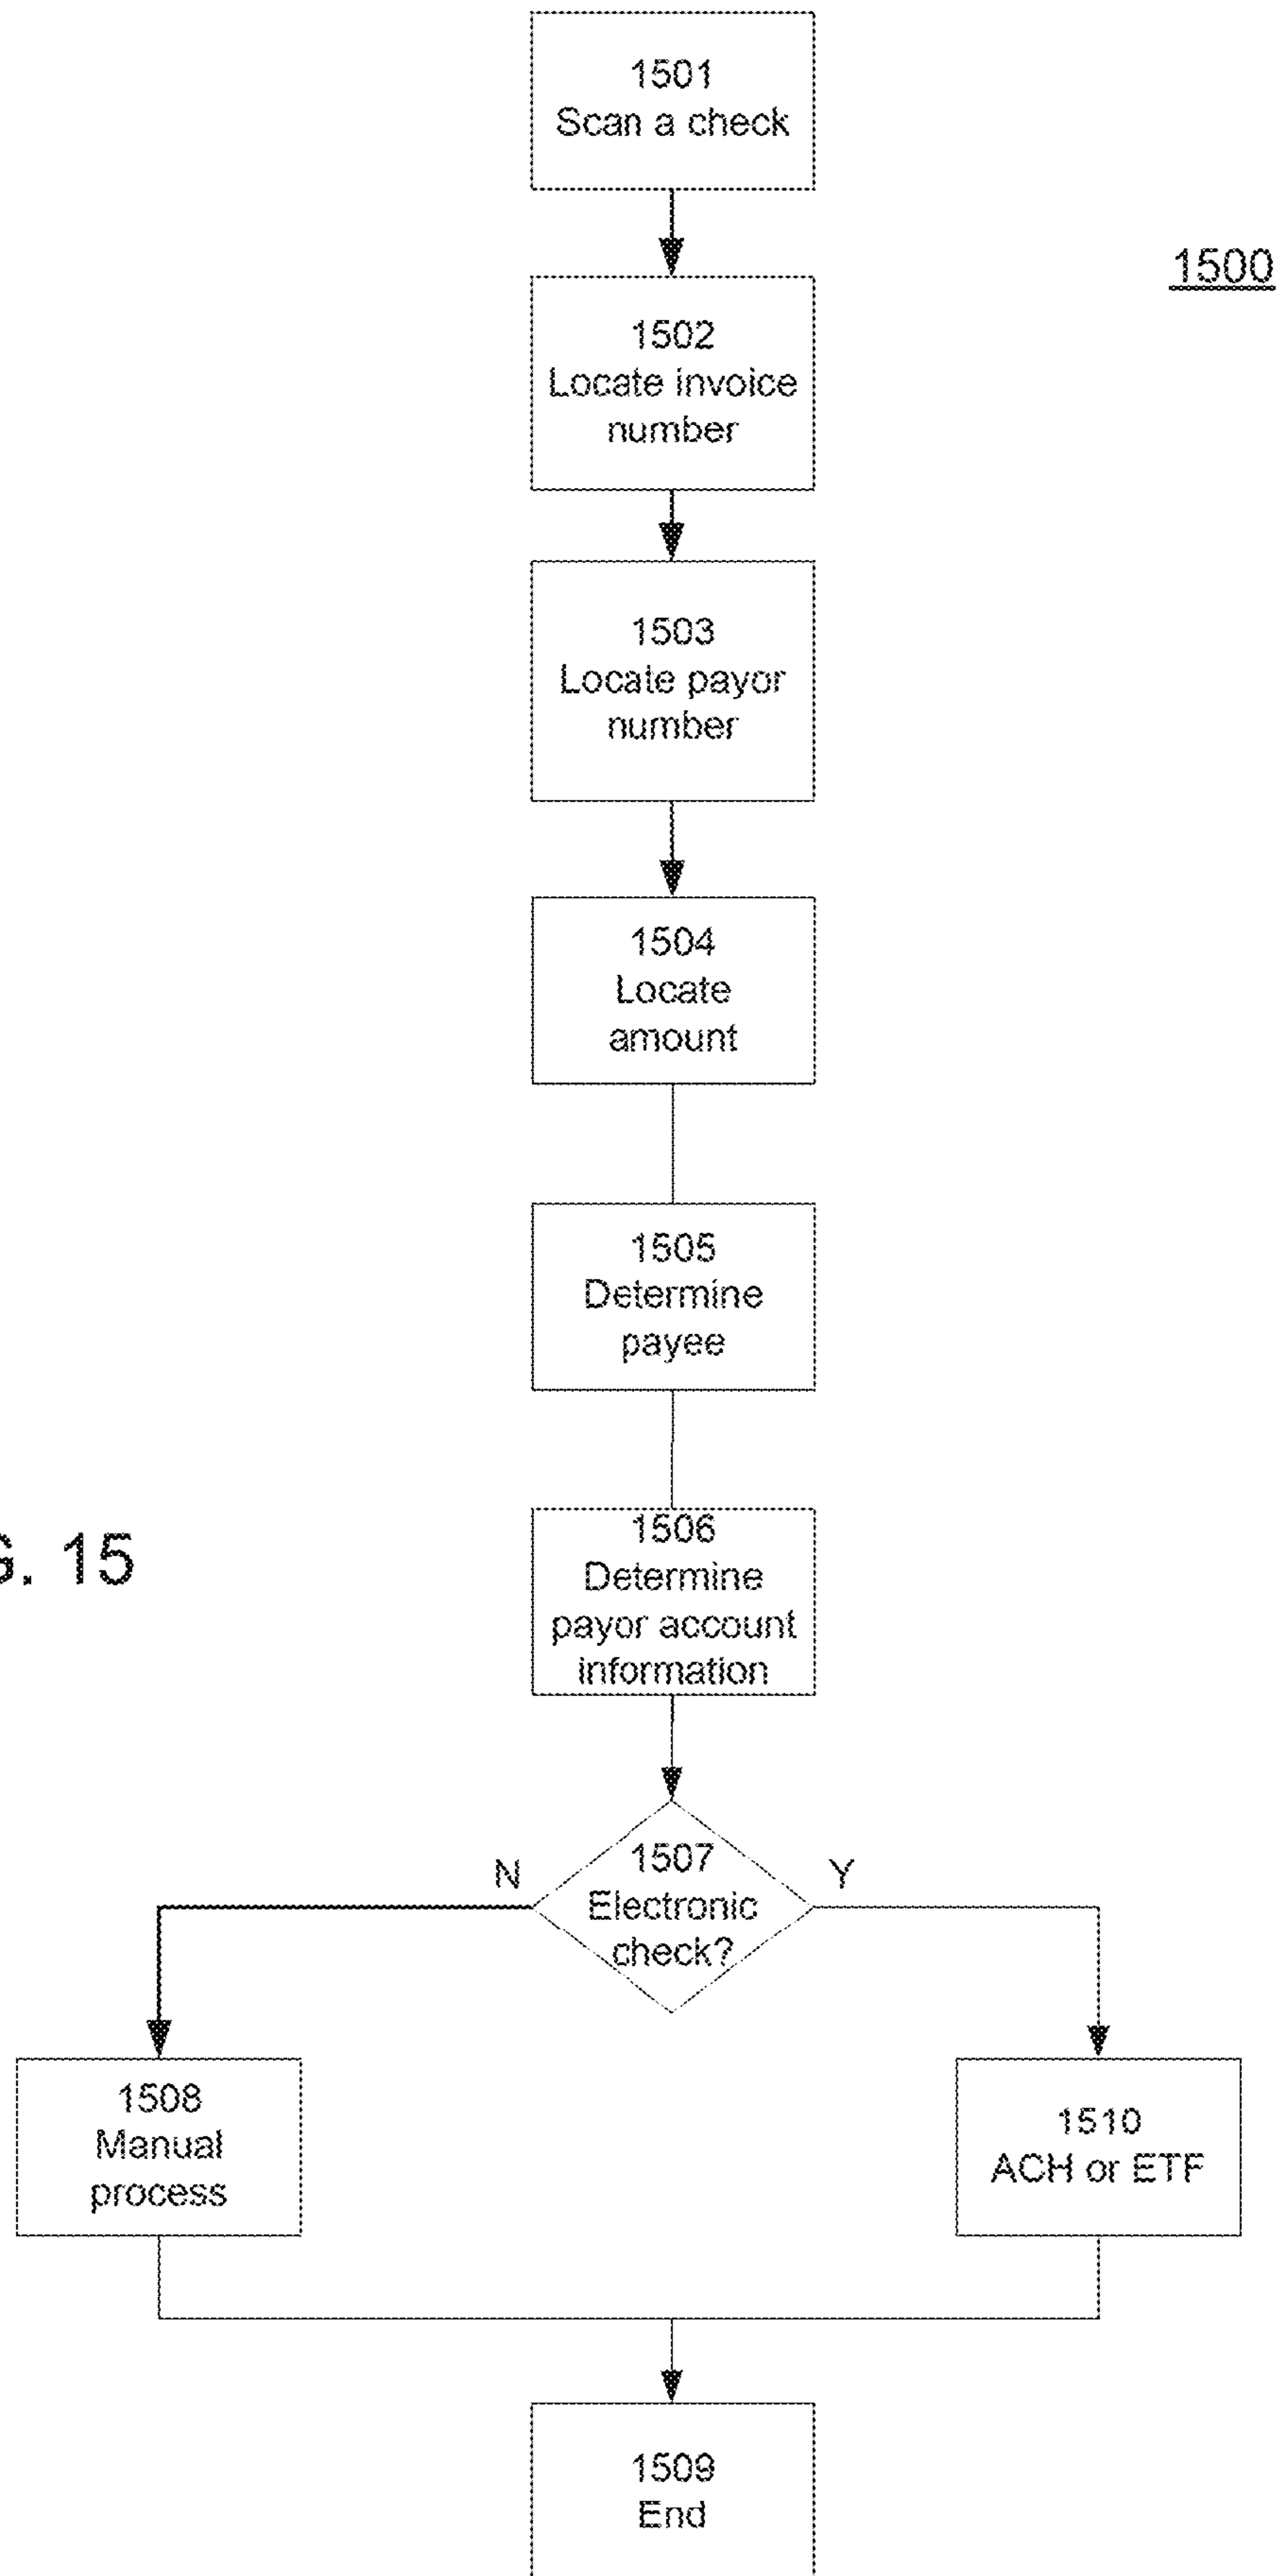 1501
Scan a check
1500
1502
Locate invoice
number
1503
Locate payor
number
1504
Locate
amount
1505
Determine
payee
G. 15
1506
Determine
payor account
information
N
Y
1507
Electronic
check?
1508
Manual
process
1510
ACH or ETF
1509
End